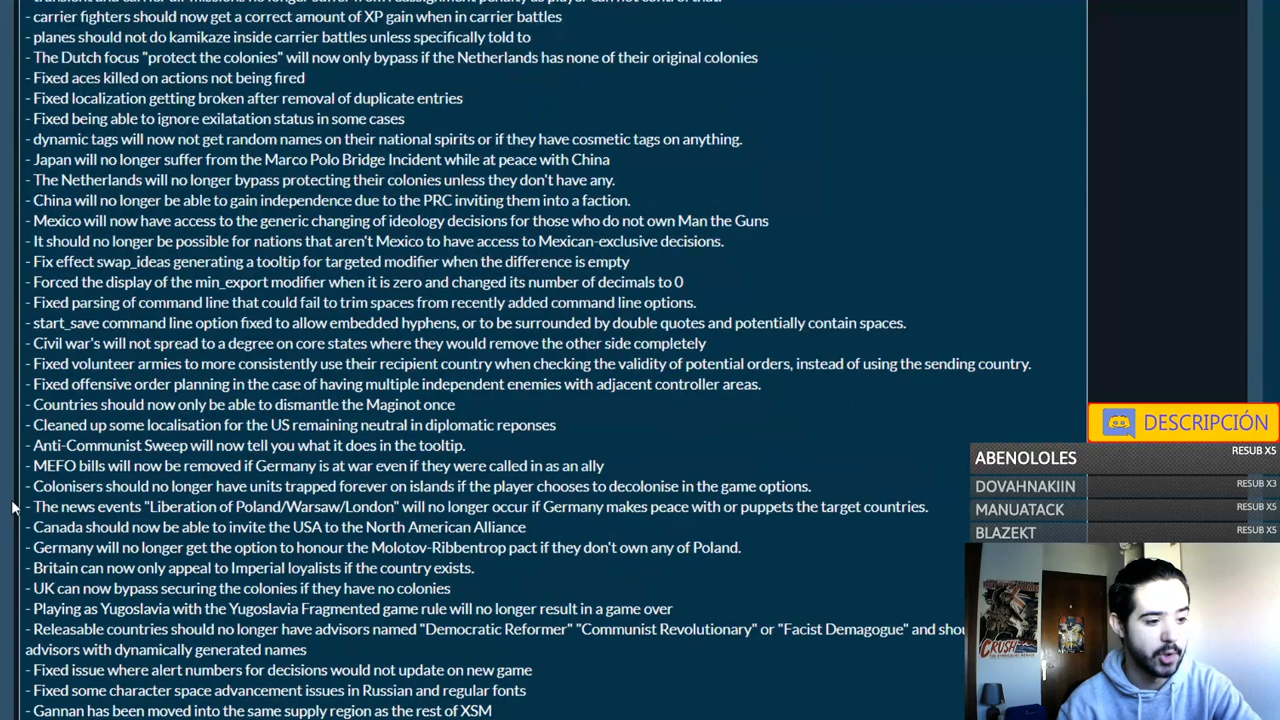 - carrier fighters should now get a correct amount of XP gain when in carrier battles
- planes should not do kamikaze inside carrier battles unless specifically told to
- The Dutch focus "protect the colonies" will now only bypass if the Netherlands has none of their original colonies
- Fixed aces killed on actions not being fired
- Fixed localization getting broken after removal of duplicate entries
- Fixed being able to ignore exilatation status in some cases
- dynamic tags will now not get random names on their national spirits or if they have cosmetic tags on anything.
- Japan will no longer suffer from the Marco Polo Bridge Incident while at peace with China
- The Netherlands will no longer bypass protecting their colonies unless they don't have any.
- China will no longer be able to gain independence due to the PRC inviting them into a faction.
- Mexico will now have access to the generic changing of ideology decisions for those who do not own Man the Guns
- It should no longer be possible for nations that aren't Mexico to have access to Mexican-exclusive decisions.
- Fix effect swap_ideas generating a tooltip for targeted modifier when the difference is empty
- Forced the display of the min_export modifier when it is zero and changed its number of decimals to 0
- Fixed parsing of command line that could fail to trim spaces from recently added command line options.
- start_save command line option fixed to allow embedded hyphens, or to be surrounded by double quotes and potentially contain spaces.
- Civil war's will not spread to a degree on core states where they would remove the other side completely
- Fixed volunteer armies to more consistently use their recipient country when checking the validity of potential orders, instead of using the sending country.
- Fixed offensive order planning in the case of having multiple independent enemies with adjacent controller areas.
- Countries should now only be able to dismantle the Maginot once
- Cleaned up some localisation for the US remaining neutral in diplomatic reponses
- Anti-Communist Sweep will now tell you what it does in the tooltip.
- MEFO bills will now be removed if Germany is at war even if they were called in as an ally
- Colonisers should no longer have units trapped forever on islands if the player chooses to decolonise in the game options.
- The news events "Liberation of Poland/Warsaw/London" will no longer occur if Germany makes peace with or puppets the target countries.
- Canada should now be able to invite the USA to the North American Alliance
- Germany will no longer get the option to honour the Molotov-Ribbentrop pact if they don't own any of Poland.
- Britain can now only appeal to Imperial loyalists if the country exists.
- UK can now bypass securing the colonies if they have no colonies
- Playing as Yugoslavia with the Yugoslavia Fragmented game rule will no longer result in a game over
- Releasable countries should no longer have advisors named "Democratic Reformer" "Communist Revolutionary" or "Facist Demagogue" and shou
advisors with dynamically generated names
- Fixed issue where alert numbers for decisions would not update on new game
- Fixed some character space advancement issues in Russian and regular fonts
- Gannan has been moved into the same supply region as the rest of XSM
DESCRIPCIÓN
ABENOLOLES RESUB X5
DOVAHNAKIIN RESUB X3
MANUATACK RESUB X5
BLAZEKT RESUB X5
CRUSH